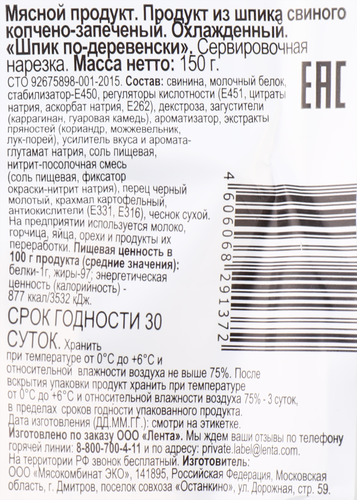 Мясной продукт. Продукт из шпика свиного
копчено-запеченый. Охлажденный.
«Шпик по-деревенски». Сервировочная
нарезка. Масса нетто: 150 г.
СТО 92675898-001-2015. Состав: свинина, молочный белок,
стабилизатор-Е450, регуляторы кислотности (Е451, цитраты
натрия, аскорбат натрия, Е262), декстроза, загустители
(каррагинан, гуаровая камедь), ароматизатор, экстракты
пряностей (кориандр, можжевельник,
лук-порей), усилитель вкуса и аромата-
глутамат натрия, соль пищевая,
нитрит-посолочная смесь
(соль пищевая, фиксатор
окраски-нитрит натрия), перец черный
молотый, крахмал картофельный,
антиокислители (Е331, Е316), чеснок сухой.
На предприятии используется молоко,
горчица, яйца, орехи и продукты их
переработки. Пищевая ценность в
100 г продукта (средние значения):
белки-1г, жиры-97г; энергетическая
ценность (калорийность) -
877 ккал/3532 кДж.
СРОК ГОДНОСТИ 30
СУТОК. Хранить
при температуре от 0°С до +6°С и
относительной влажности воздуха не выше 75%. После
вскрытия упаковки продукт хранить при температуре
от 0°С до +6°С и относительной влажности воздуха 75% - 3 суток,
в пределах сроков годности упакованного продукта.
Дата изготовления (ДД.ММ.ГГ.): смотри на этикетке.
Изготовлено по заказу ООО «Лента». Мы ждем ваши отзывы по
горячей линии: 8-800-700-4-11 и по адресу: private.label@lenta.com.
На территории РФ звонок бесплатный. Изготовитель:
ООО «Мясокомбинат ЭКО», 141895, Российская Федерация, Московская
область, г. Дмитров, поселок совхоза «Останкино», ул. Дорожная, стр. 59.
ЕАС
4 606068 291372